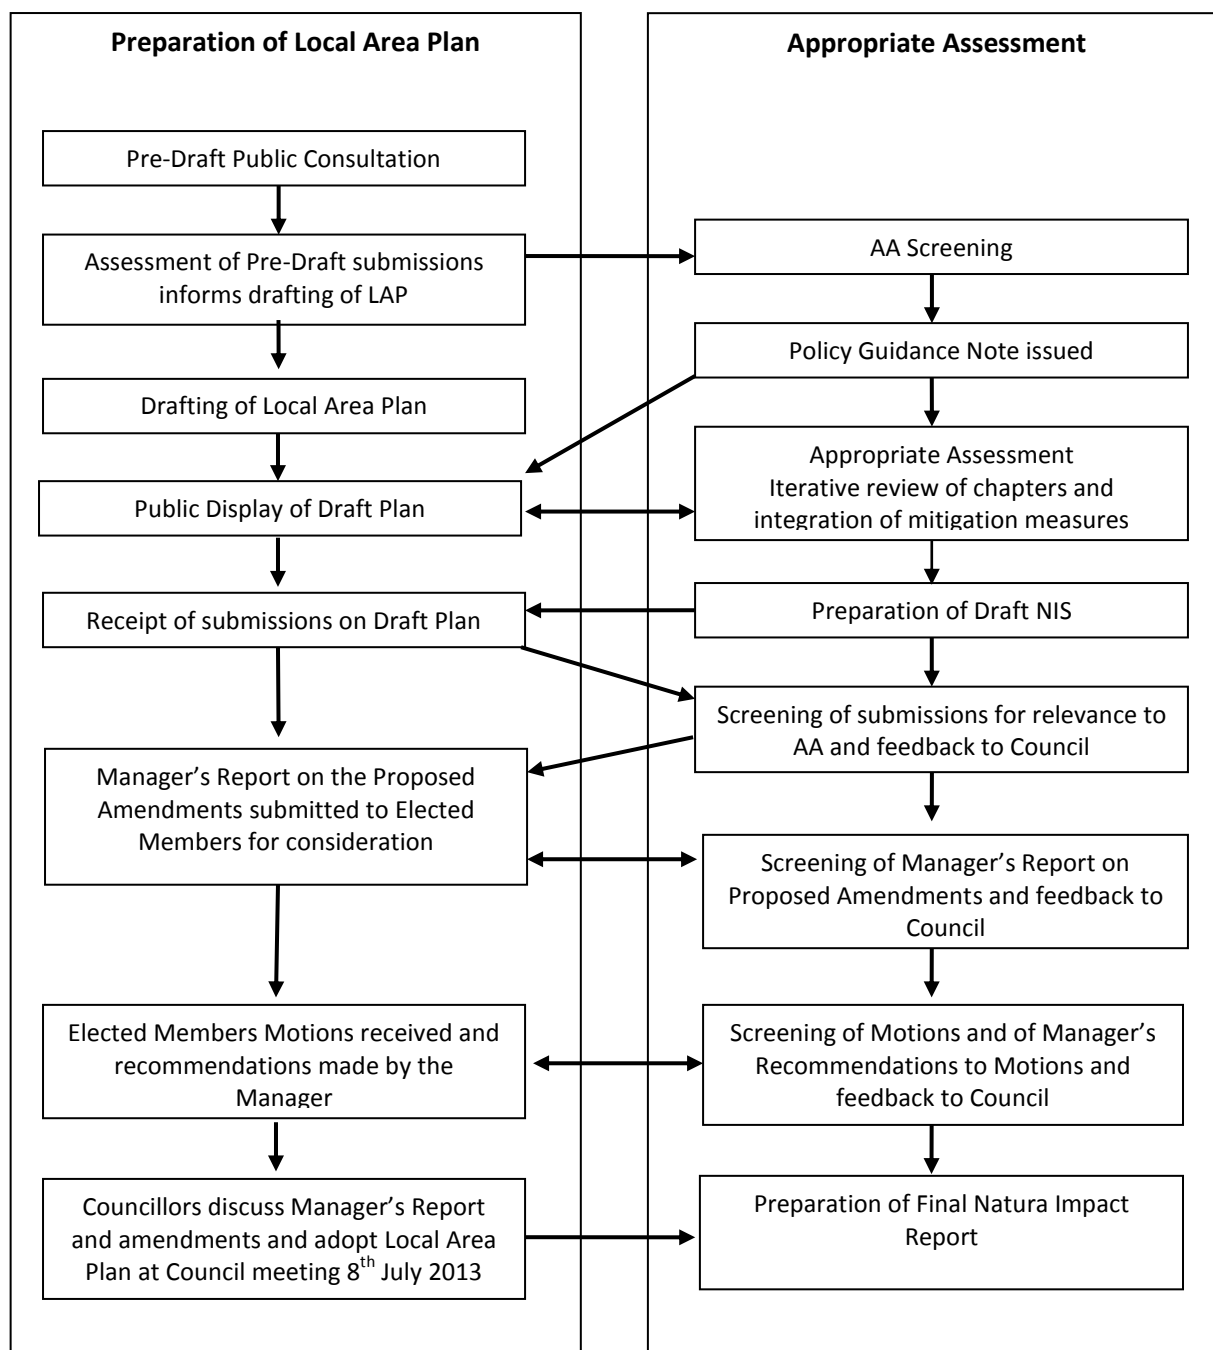 Preparation of Local Area Plan
Pre-Draft Public Consultation
Assessment of Pre-Draft submissions
informs drafting of LAP
Drafting of Local Area Plan
Public Display of Draft Plan
Receipt of submissions on Draft Plan
Manager’s Report on the Proposed
Amendments submitted to Elected
Members for consideration
Elected Members Motions received and
recommendations made by the
Manager
Councillors discuss Manager’s Report
and amendments and adopt Local Area
Plan at Council meeting 8th July 2013
Appropriate Assessment
AA Screening
Policy Guidance Note issued
Appropriate Assessment
Iterative review of chapters and
integration of mitigation measures
Preparation of Draft NIS
Screening of submissions for relevance to
AA and feedback to Council
Screening of Manager’s Report on
Proposed Amendments and feedback to
Council
Screening of Motions and of Manager’s
Recommendations to Motions and
feedback to Council
Preparation of Final Natura Impact
Report